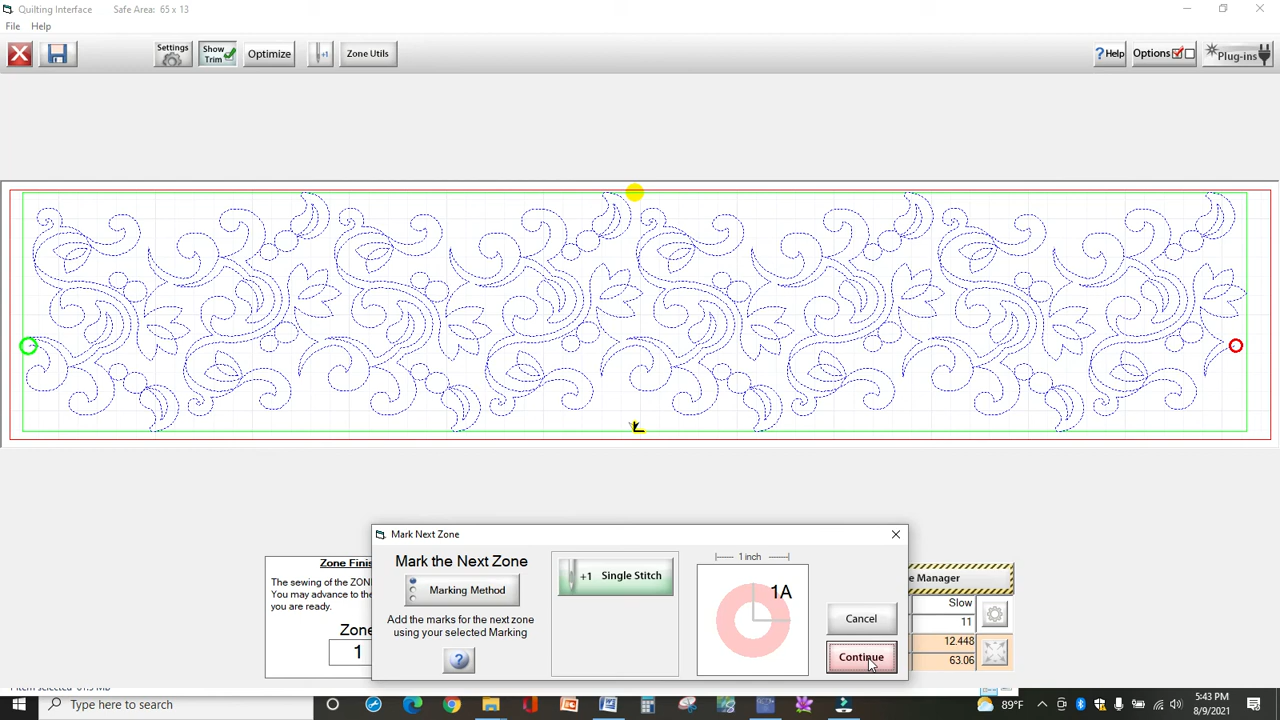 Quilting Interface Safe Area: 65 x 13
File Help
Settings
Show
Trim
Optimize
+1
Zone Utils
?Help
Options
Plug-ins
Mark Next Zone
Mark the Next Zone
Marking Method
Add the marks for the next zone
using your selected Marking
?
+1 Single Stitch
1 inch
1A
Cancel
Continue
Zone Finis
The sewing of the ZON
You may advance to the
you are ready.
Zone
1
e Manager
Slow
11
12.448
63.06
Type here to search
89°F
5:43 PM
8/9/2021